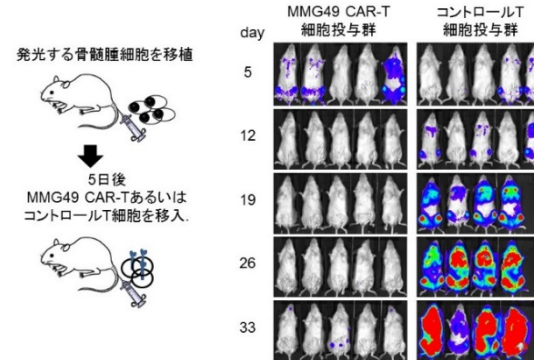 発光する骨髄腫細胞を移植
5日後
MMG49 CAR-Tあるいは
コントロールT細胞を移入.
day
MMG49 CAR-T
細胞投与群
コントロールT
細胞投与群
5
12
19
26
33